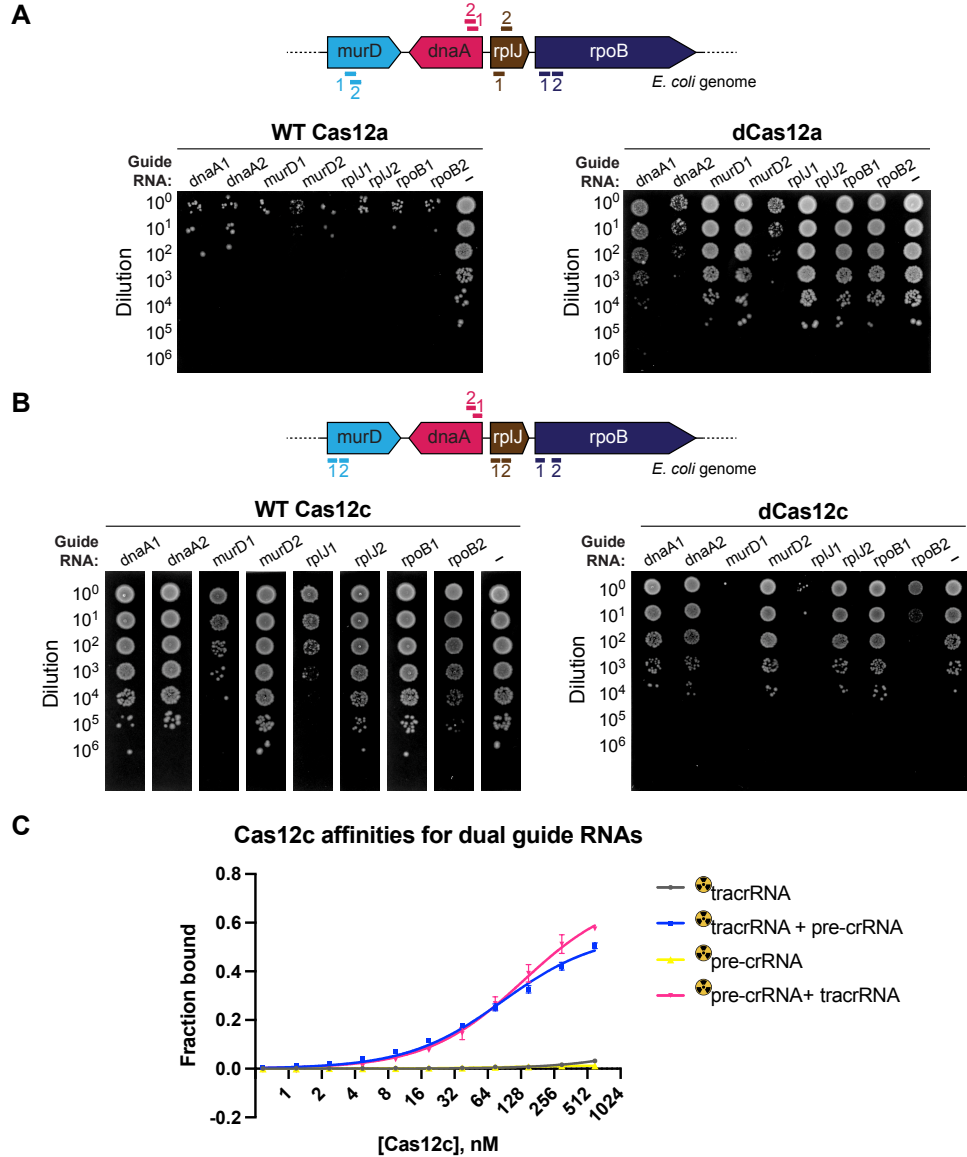 A
2
1
2
murD
dnaA
rplJ
rpoB
1
2
1
1 2
E. coli genome
WT Cas12a
dCas12a
Guide
RNA:
dnaA1
dnaA2
murD1
murD2
rplJ1
rplJ2
rpoB1
rpoB2
–
Guide
RNA:
dnaA1
dnaA2
murD1
murD2
rplJ1
rplJ2
rpoB1
rpoB2
–
Dilution
10⁰
10¹
10²
10³
10⁴
10⁵
10⁶
Dilution
10⁰
10¹
10²
10³
10⁴
10⁵
10⁶
B
2
1
murD
dnaA
rplJ
rpoB
1 2
1 2
1 2
E. coli genome
WT Cas12c
dCas12c
Guide
RNA:
dnaA1
dnaA2
murD1
murD2
rplJ1
rplJ2
rpoB1
rpoB2
–
Guide
RNA:
dnaA1
dnaA2
murD1
murD2
rplJ1
rplJ2
rpoB1
rpoB2
–
Dilution
10⁰
10¹
10²
10³
10⁴
10⁵
10⁶
Dilution
10⁰
10¹
10²
10³
10⁴
10⁵
10⁶
C
Cas12c affinities for dual guide RNAs
Fraction bound
0.8
0.6
0.4
0.2
0.0
-0.2
1 2 4 8 16 32 64 128 256 512 1024
[Cas12c], nM
tracrRNA
tracrRNA + pre-crRNA
pre-crRNA
pre-crRNA+ tracrRNA